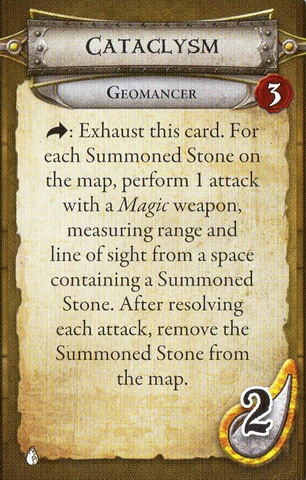 Cataclysm
Geomancer
3
: Exhaust this card. For
each Summoned Stone on
the map, perform 1 attack
with a Magic weapon,
measuring range and
line of sight from a space
containing a Summoned
Stone. After resolving
each attack, remove the
Summoned Stone from
the map.
2